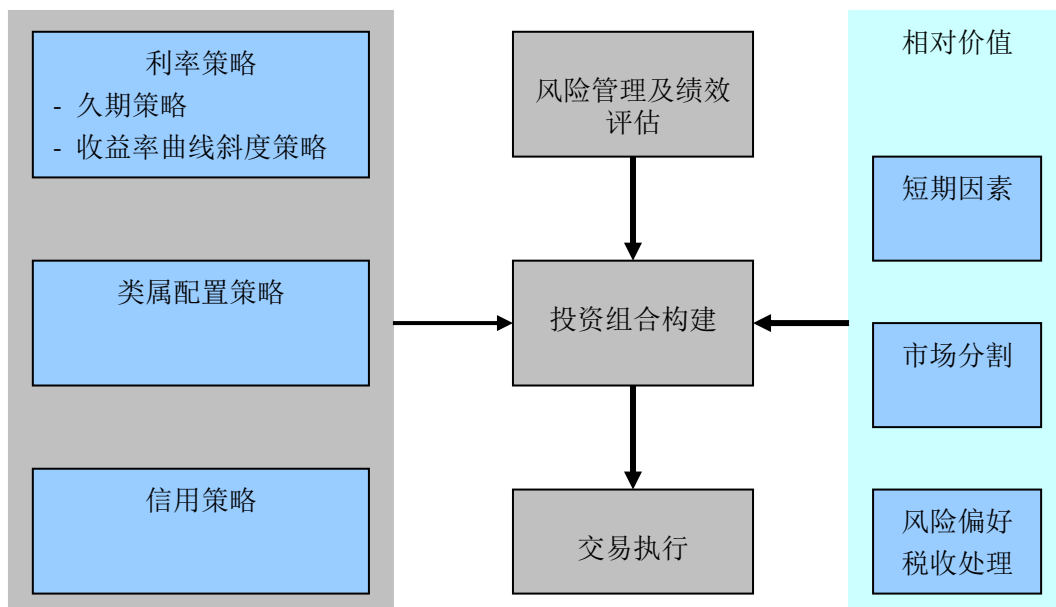 利率策略
- 久期策略
- 收益率曲线斜度策略
类属配置策略
信用策略
风险管理及绩效
评估
投资组合构建
交易执行
相对价值
短期因素
市场分割
风险偏好
税收处理